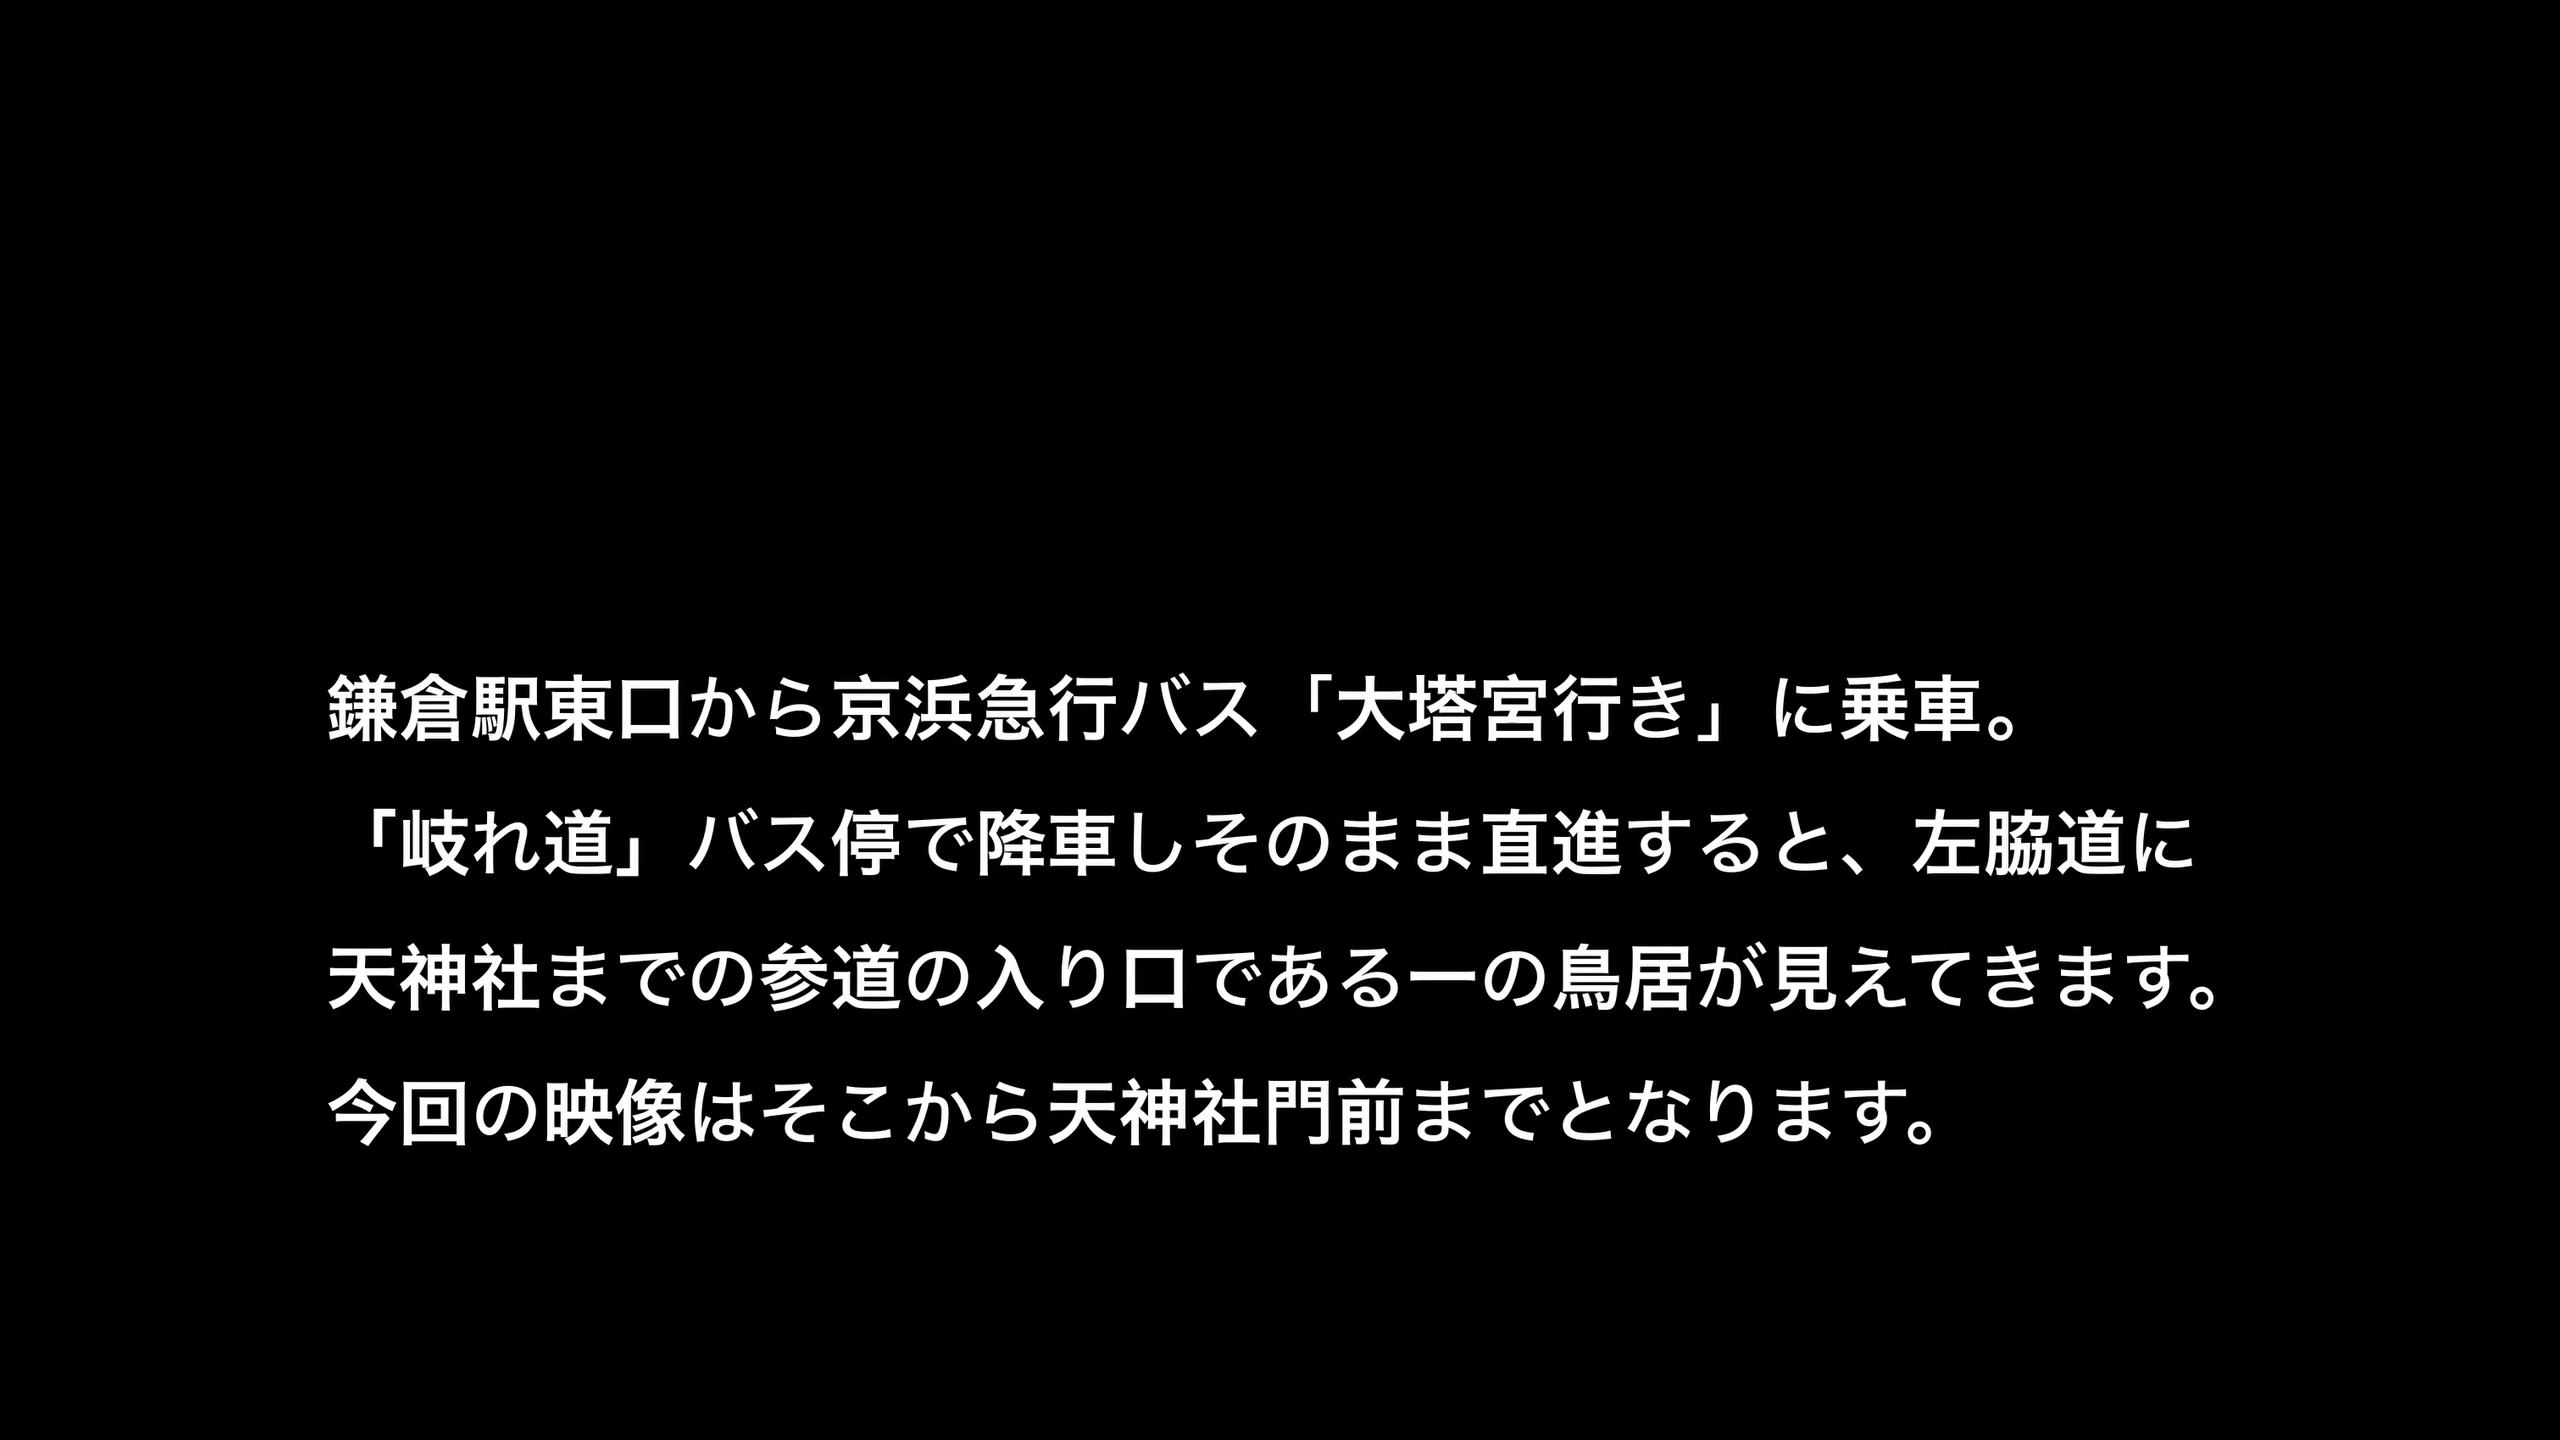 鎌倉駅東口から京浜急行バス「大塔宮行き」に乗車。
「岐れ道」バス停で降車しそのまま直進すると、左脇道に
天神社までの参道の入り口である一の鳥居が見えてきます。
今回の映像はそこから天神社門前までとなります。